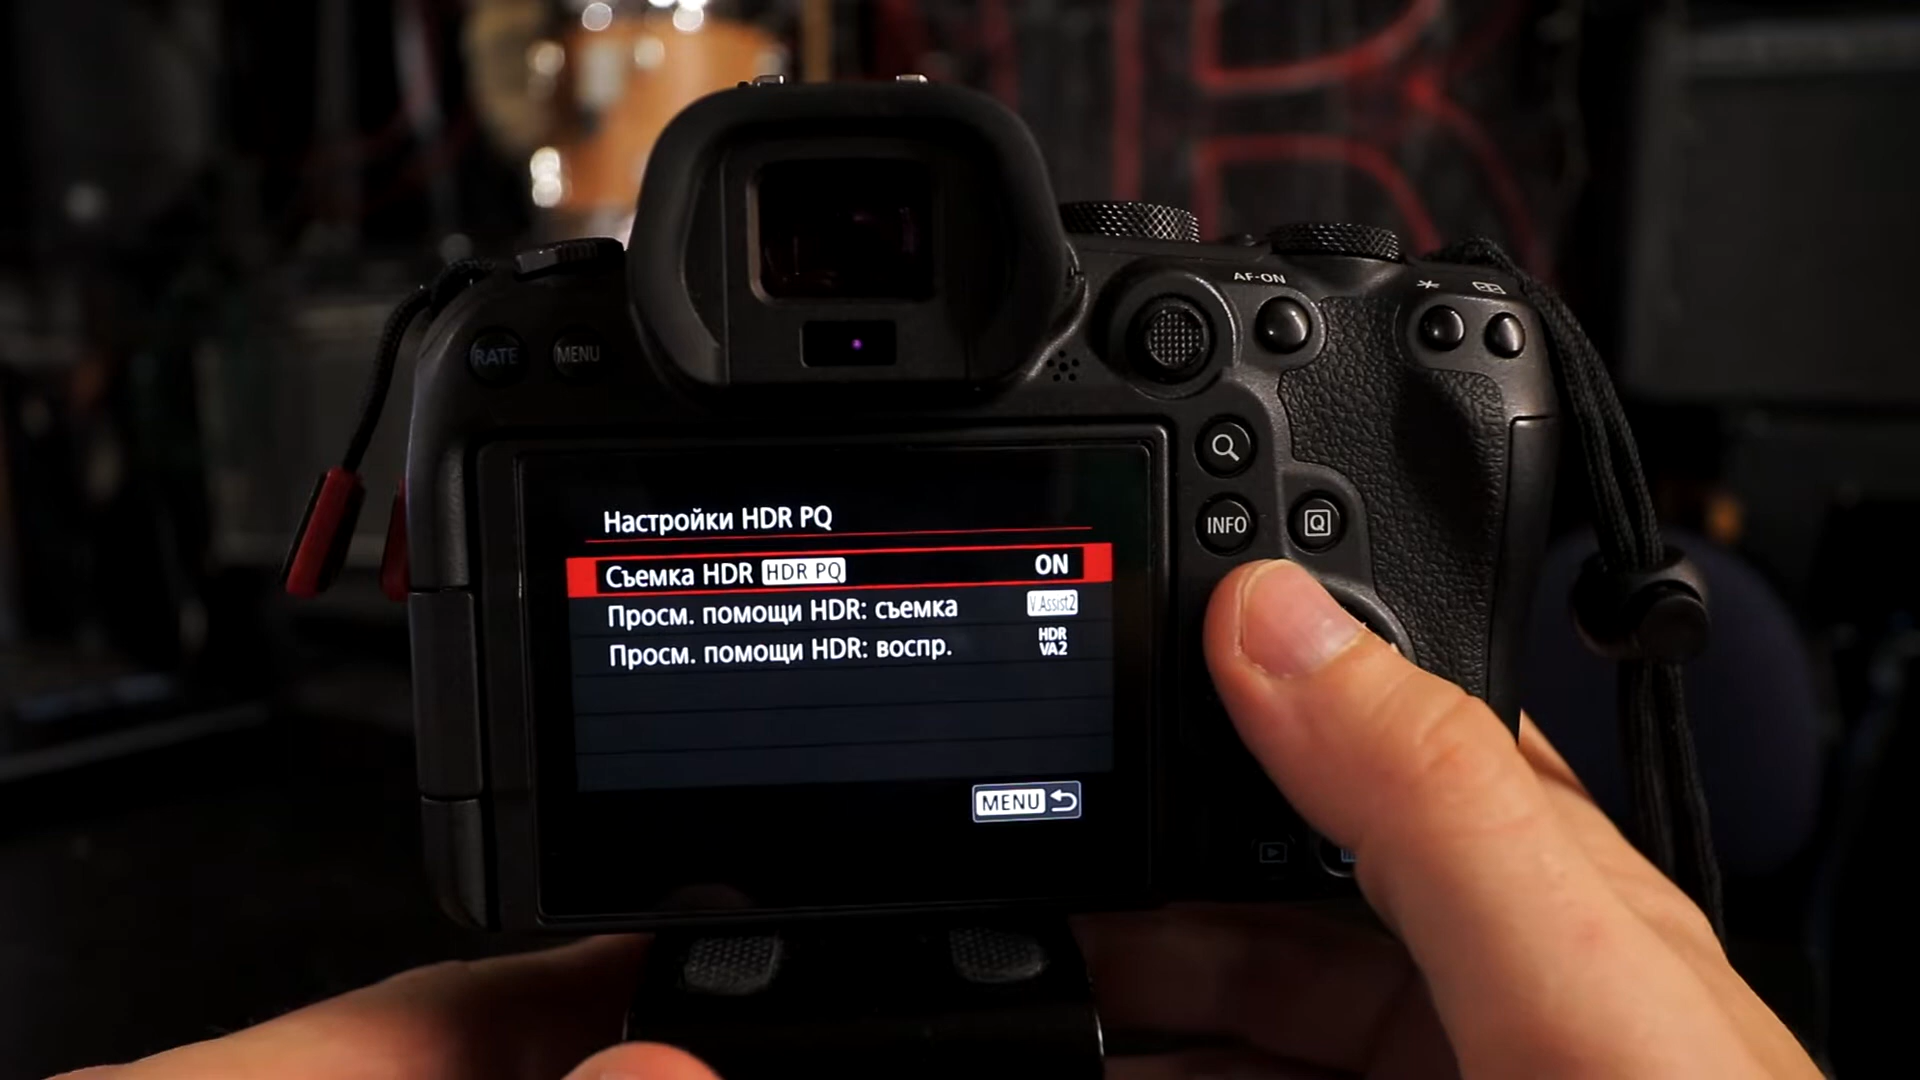 AF-ON
RATE
MENU
INFO
Q
Настройки HDR PQ
Съемка HDR HDR PQ ON
Просм. помощи HDR: съемка V.Assist2
Просм. помощи HDR: воспр. HDR VA2
MENU